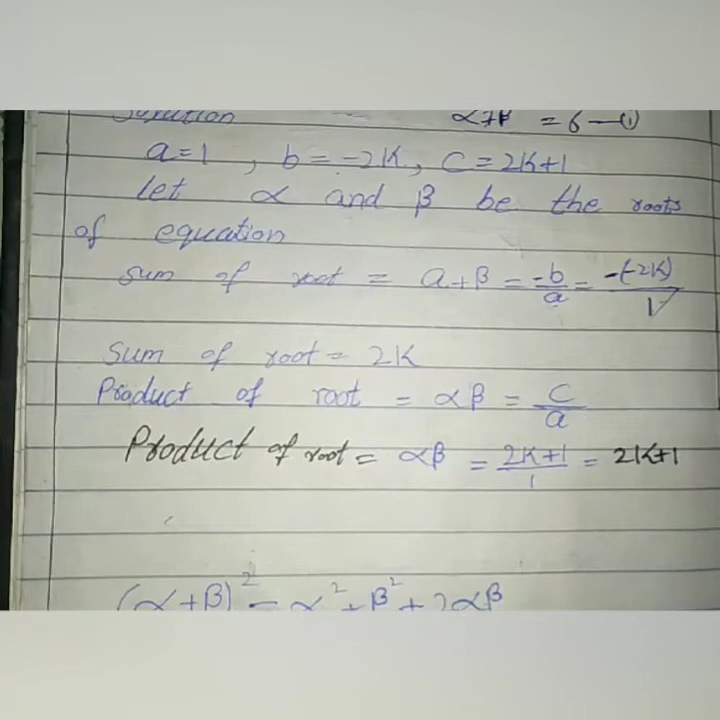 Solution α+β = 6 — ①
a=1 , b = -2K, C = 2K+1
let α and β be the roots
of equation
sum of root = α+β = -b/a = -(-2K)/1
Sum of root = 2K
Product of root = αβ = C/a
Product of root = αβ = 2K+1/1 = 2K+1
(α+β)² = α²+β²+2αβ